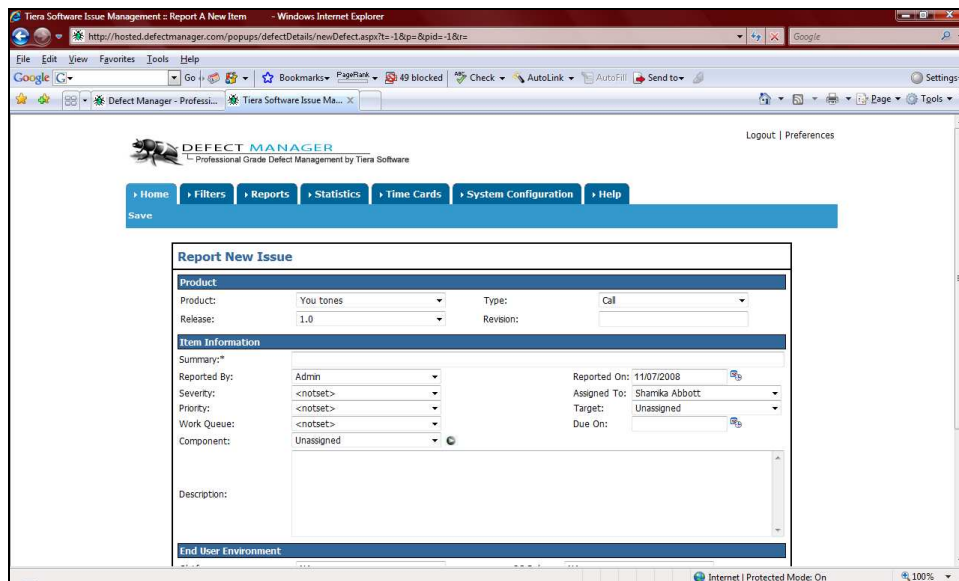 Tiera Software Issue Management :: Report A New Item - Windows Internet Explorer
http://hosted.defectmanager.com/popups/defectDetails/newDefect.aspx?t=-1&p=&pid=-1&r=
Google
File Edit View Favorites Tools Help
Google G Go Bookmarks PageRank 49 blocked ABC Check AutoLink AutoFill Send to Settings
Defect Manager - Professi... Tiera Software Issue Ma... X Page Tools
Logout | Preferences
DEFECT MANAGER
Professional Grade Defect Management by Tiera Software
Home Filters Reports Statistics Time Cards System Configuration Help
Save
Report New Issue
Product
Product: You tones Type: Call
Release: 1.0 Revision:
Item Information
Summary:*
Reported By: Admin Reported On: 11/07/2008
Severity: <notset> Assigned To: Shamika Abbott
Priority: <notset> Target: Unassigned
Work Queue: <notset> Due On:
Component: Unassigned
Description:
End User Environment
Internet | Protected Mode: On 100%